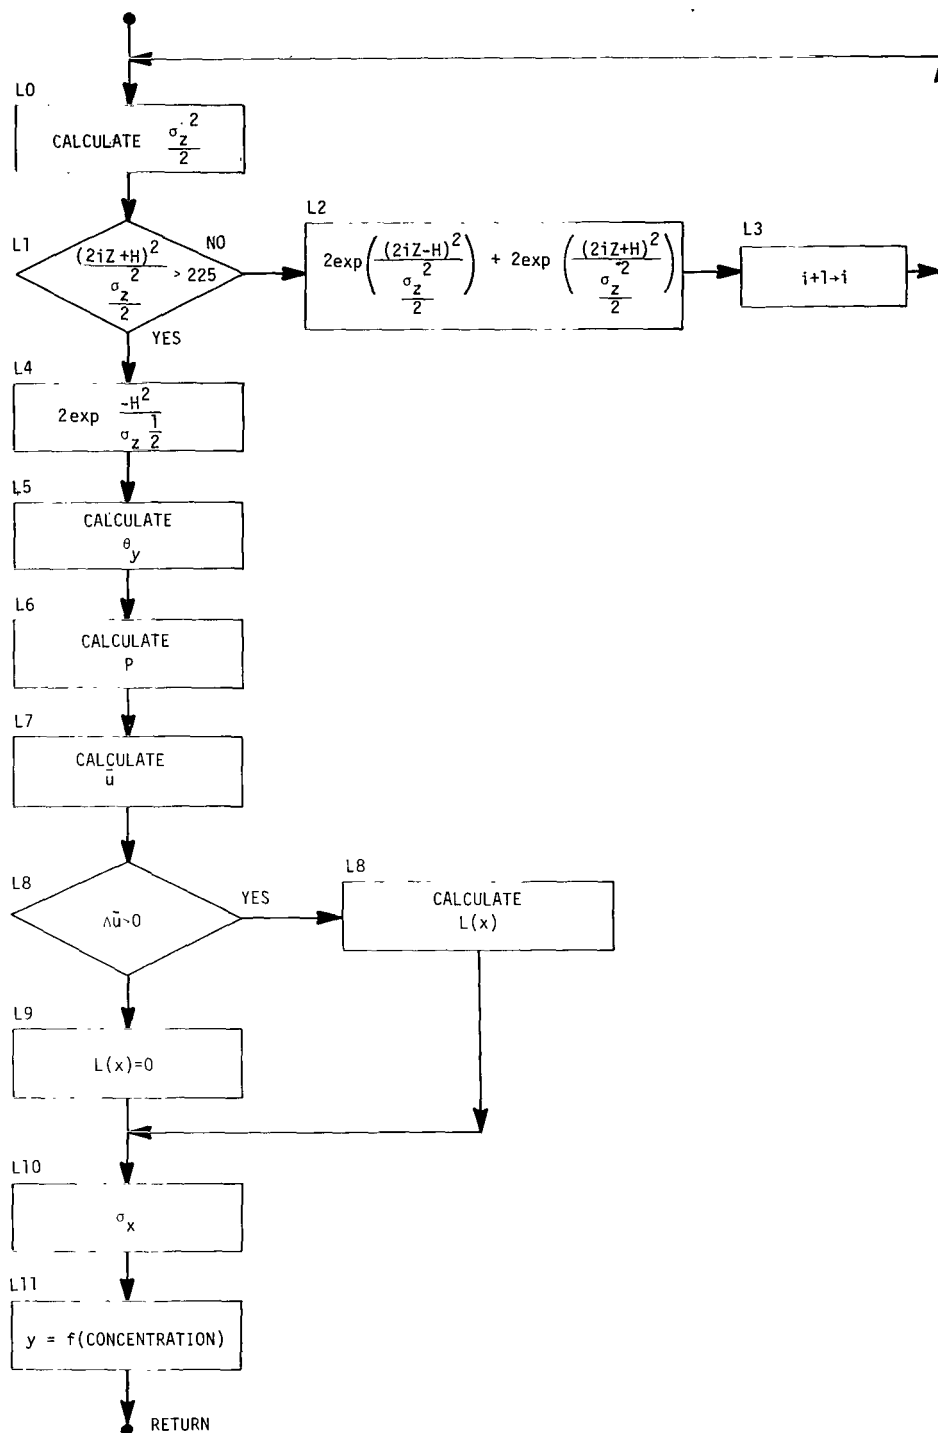 L0
CALCULATE σz²/2
L1
(2iZ+H)²/(σz²/2) > 225
NO
YES
L2
2exp((2iZ-H)²/(σz²/2)) + 2exp((2iZ+H)²/(σz²/2))
L3
i+1→i
L4
2exp -H²/(σz 1/2)
L5
CALCULATE
θy
L6
CALCULATE
P
L7
CALCULATE
ū
L8
Δū>0
YES
L8
CALCULATE
L(x)
L9
L(x)=0
L10
σx
L11
y = f(CONCENTRATION)
RETURN